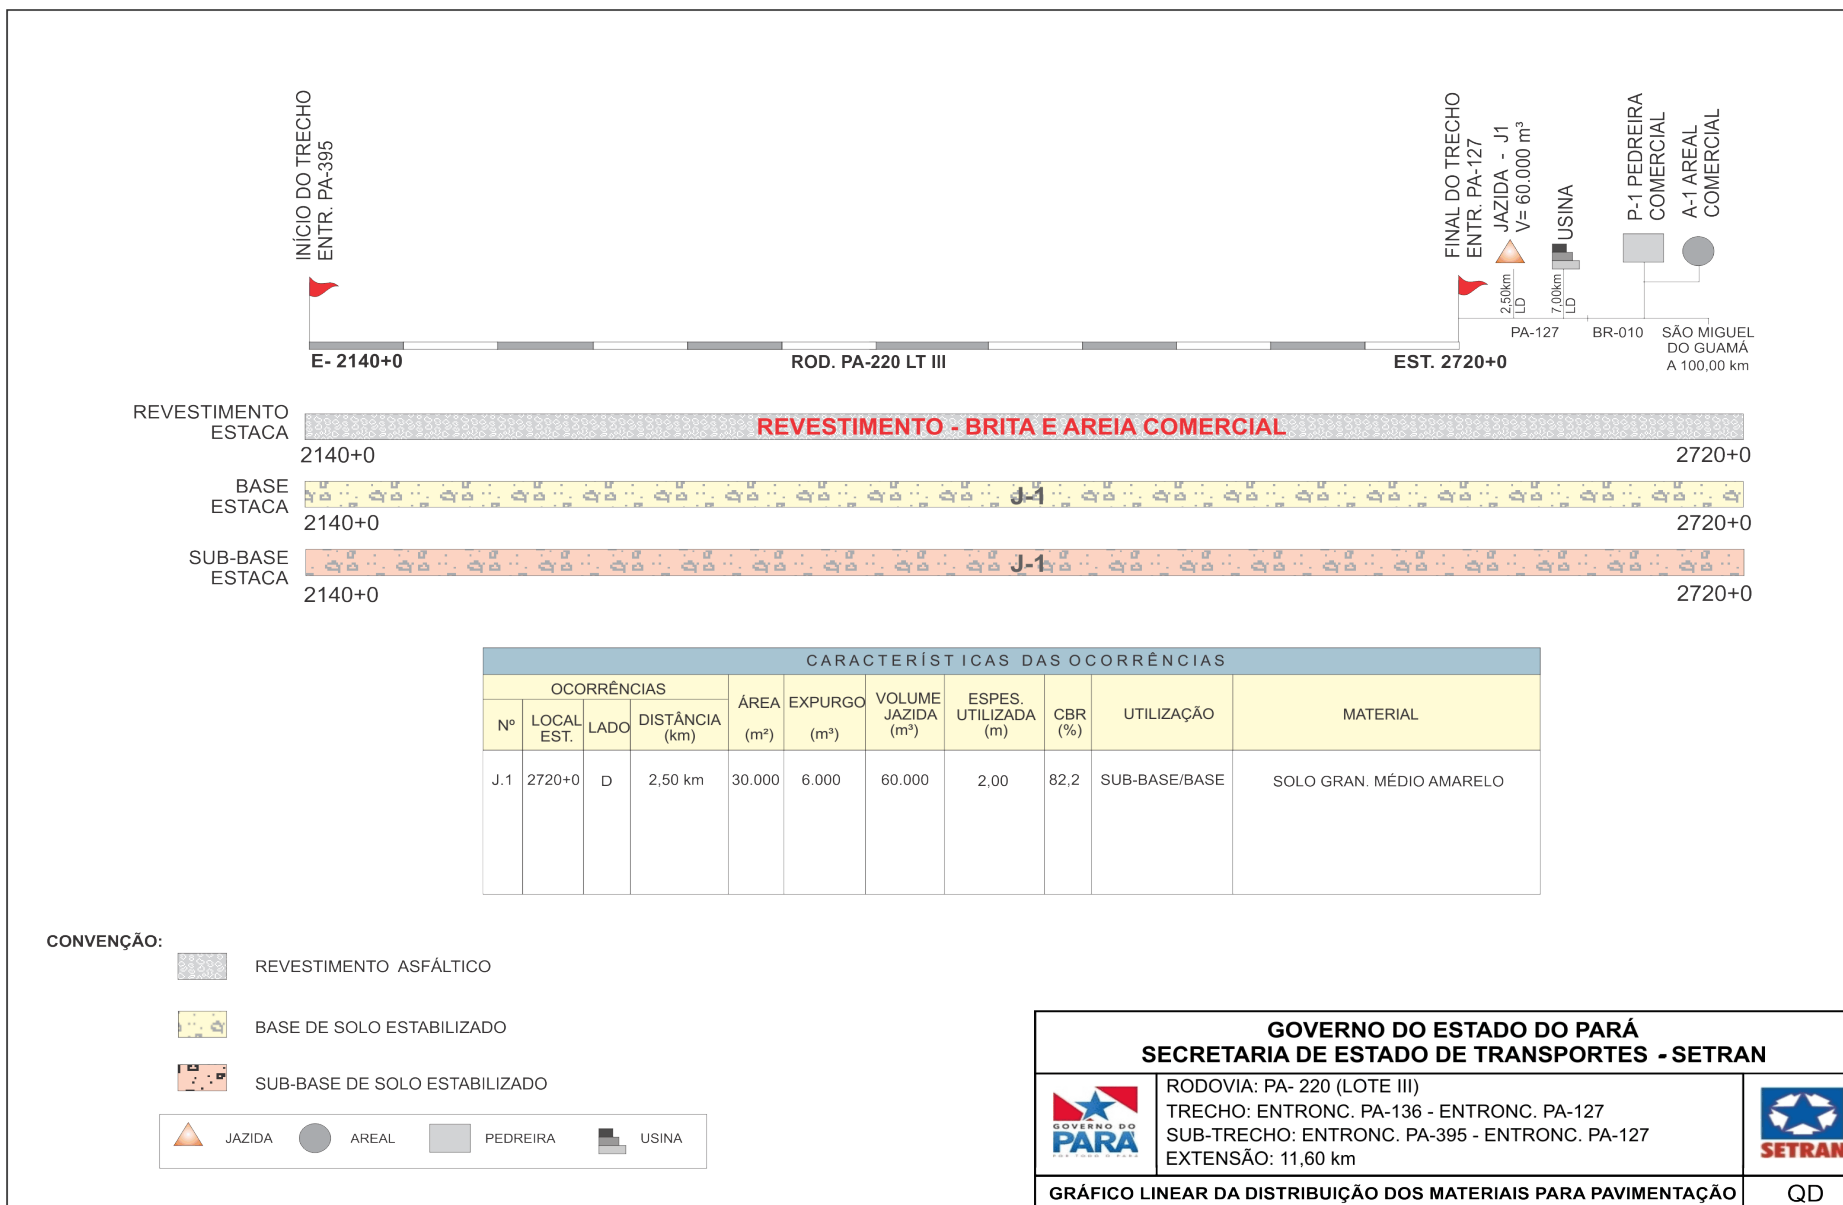 INÍCIO DO TRECHO
ENTR. PA-395
FINAL DO TRECHO
ENTR. PA-127
JAZIDA - J1
V= 60.000 m³
USINA
P-1 PEDREIRA
COMERCIAL
A-1 AREAL
COMERCIAL
2,50km
LD
7,00km
LD
PA-127
BR-010
SÃO MIGUEL
DO GUAMÁ
A 100,00 km
E- 2140+0
ROD. PA-220 LT III
EST. 2720+0
REVESTIMENTO
ESTACA
REVESTIMENTO - BRITA E AREIA COMERCIAL
2140+0
2720+0
BASE
ESTACA
J-1
2140+0
2720+0
SUB-BASE
ESTACA
J-1
2140+0
2720+0
CARACTERÍSTICAS DAS OCORRÊNCIAS
OCORRÊNCIAS
Nº
LOCAL
EST.
LADO
DISTÂNCIA
(km)
ÁREA
(m²)
EXPURGO
(m³)
VOLUME
JAZIDA
(m³)
ESPES.
UTILIZADA
(m)
CBR
(%)
UTILIZAÇÃO
MATERIAL
J.1 2720+0 D 2,50 km 30.000 6.000 60.000 2,00 82,2 SUB-BASE/BASE SOLO GRAN. MÉDIO AMARELO
CONVENÇÃO:
REVESTIMENTO ASFÁLTICO
BASE DE SOLO ESTABILIZADO
SUB-BASE DE SOLO ESTABILIZADO
JAZIDA
AREAL
PEDREIRA
USINA
GOVERNO DO ESTADO DO PARÁ
SECRETARIA DE ESTADO DE TRANSPORTES - SETRAN
GOVERNO DO
PARÁ
POR TODO O PARÁ
RODOVIA: PA- 220 (LOTE III)
TRECHO: ENTRONC. PA-136 - ENTRONC. PA-127
SUB-TRECHO: ENTRONC. PA-395 - ENTRONC. PA-127
EXTENSÃO: 11,60 km
SETRAN
GRÁFICO LINEAR DA DISTRIBUIÇÃO DOS MATERIAIS PARA PAVIMENTAÇÃO
QD